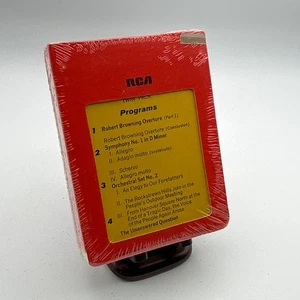 RCA
Programs
1 Robert Browning Overture (Part 1)
Robert Browning Overture (Conclusion)
2 Symphony No. 1 in D Minor
I. Allegro
II. Adagio molto (Beginning)
III. Scherzo
3 IV. Allegro molto
Orchestral Set No. 2
I. An Elegy to Our Forefathers
II. The Rockstrewn Hills Join in the
People's Outdoor Meeting
4 III. From Hanover Square North at the
End of a Tragic Day, the Voice
of the People Again Arose
The Unanswered Question